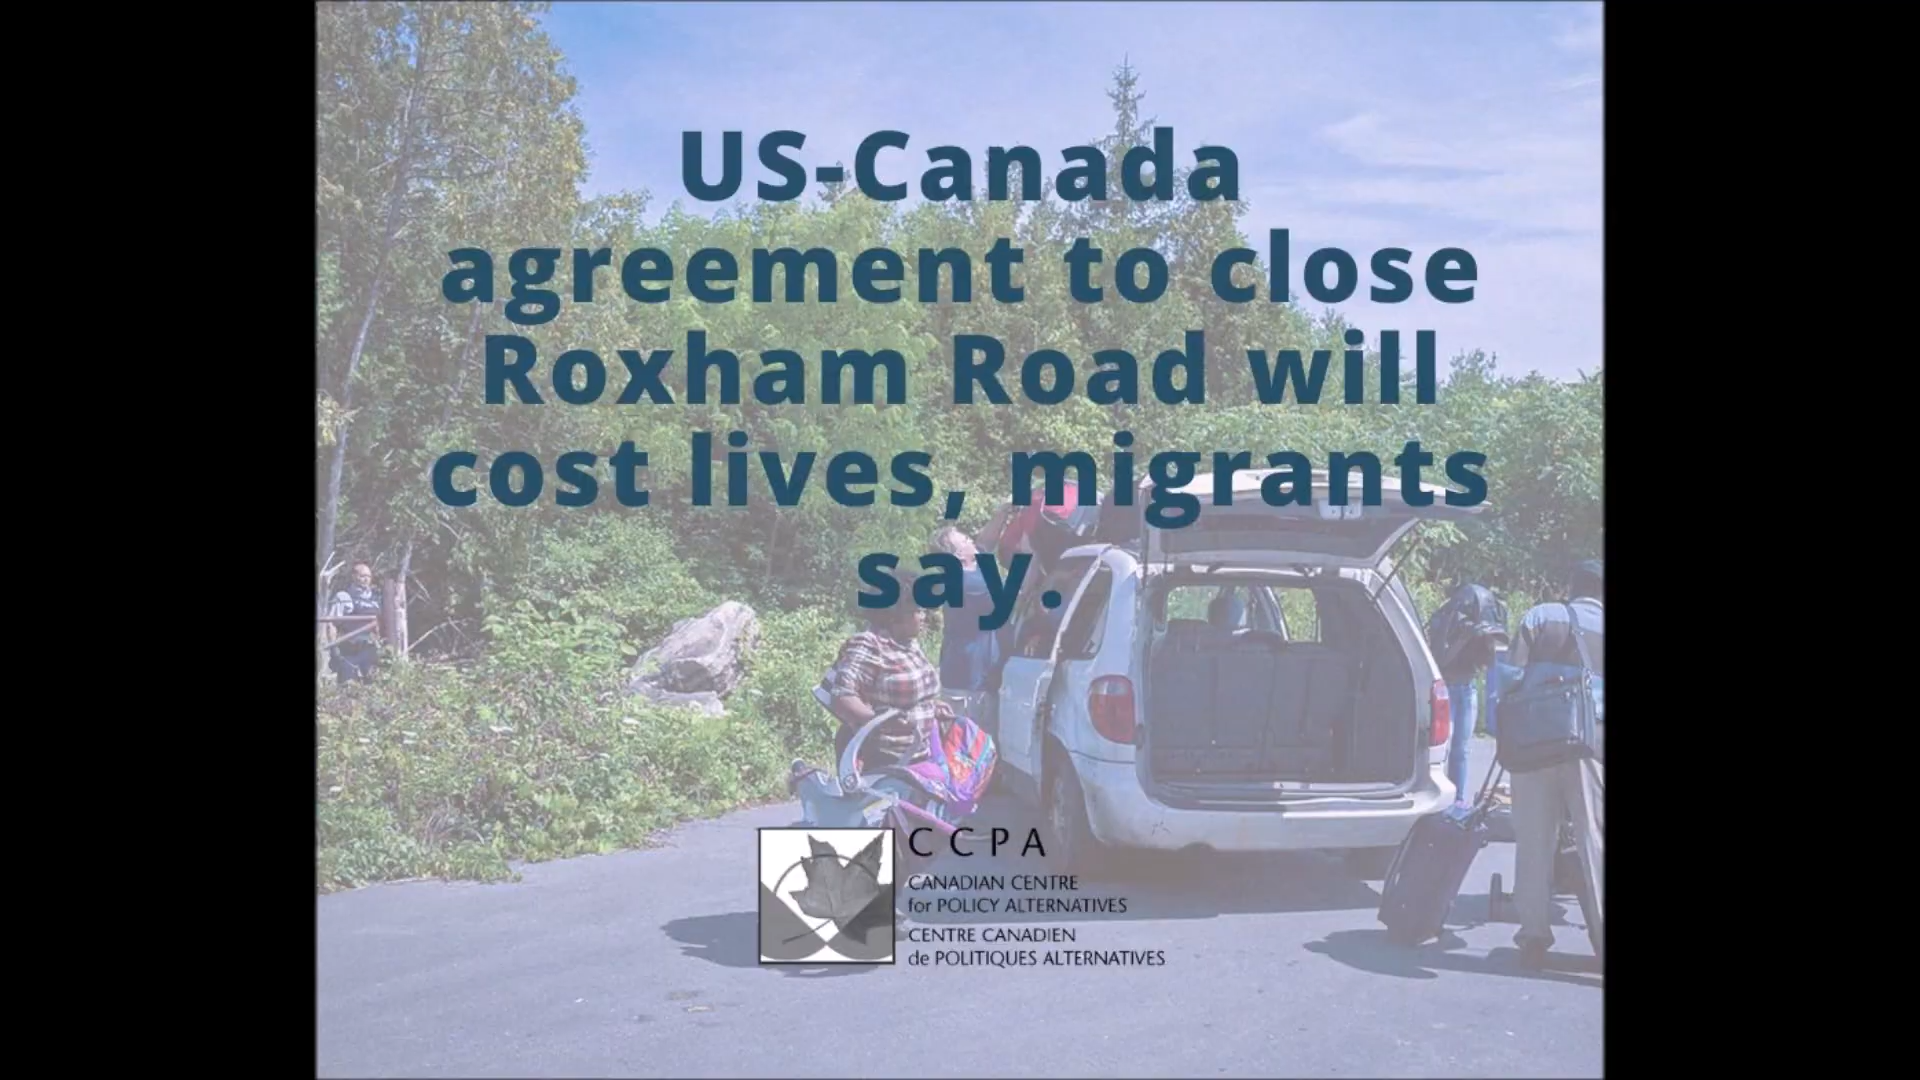 US-Canada
agreement to close
Roxham Road will
cost lives, migrants
say.
CCPA
CANADIAN CENTRE
for POLICY ALTERNATIVES
CENTRE CANADIEN
de POLITIQUES ALTERNATIVES